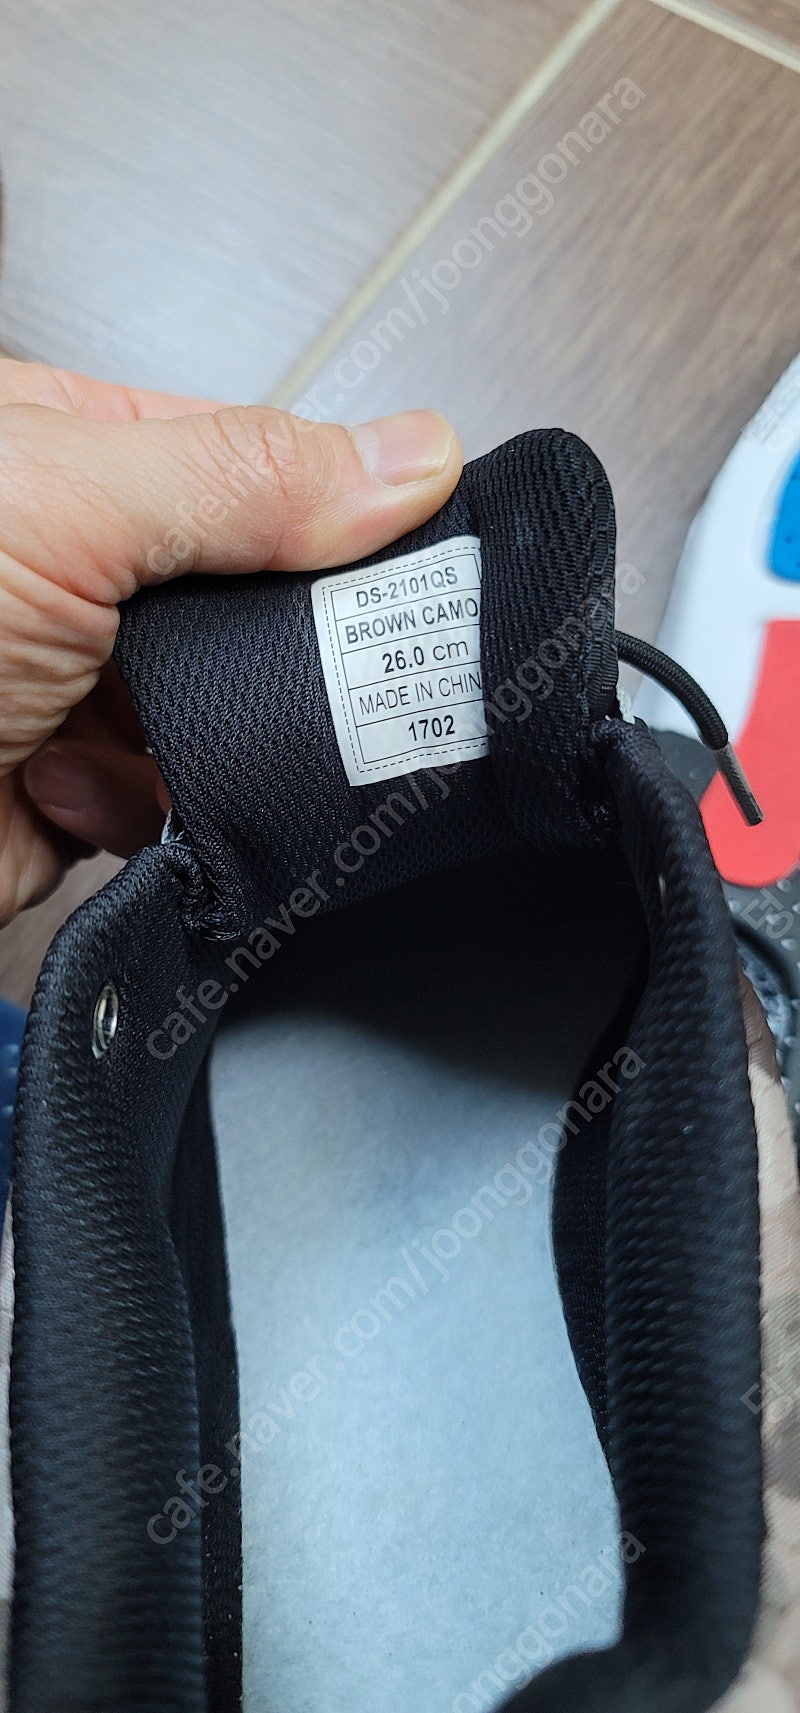 DS-2101QS
BROWN CAMO
26.0 cm
MADE IN CHIN
1702
cafe.naver.com/joonggonara
cafe.naver.com/joonggonara
cafe.naver.com/joonggonara
cafe.naver.com/joonggonara